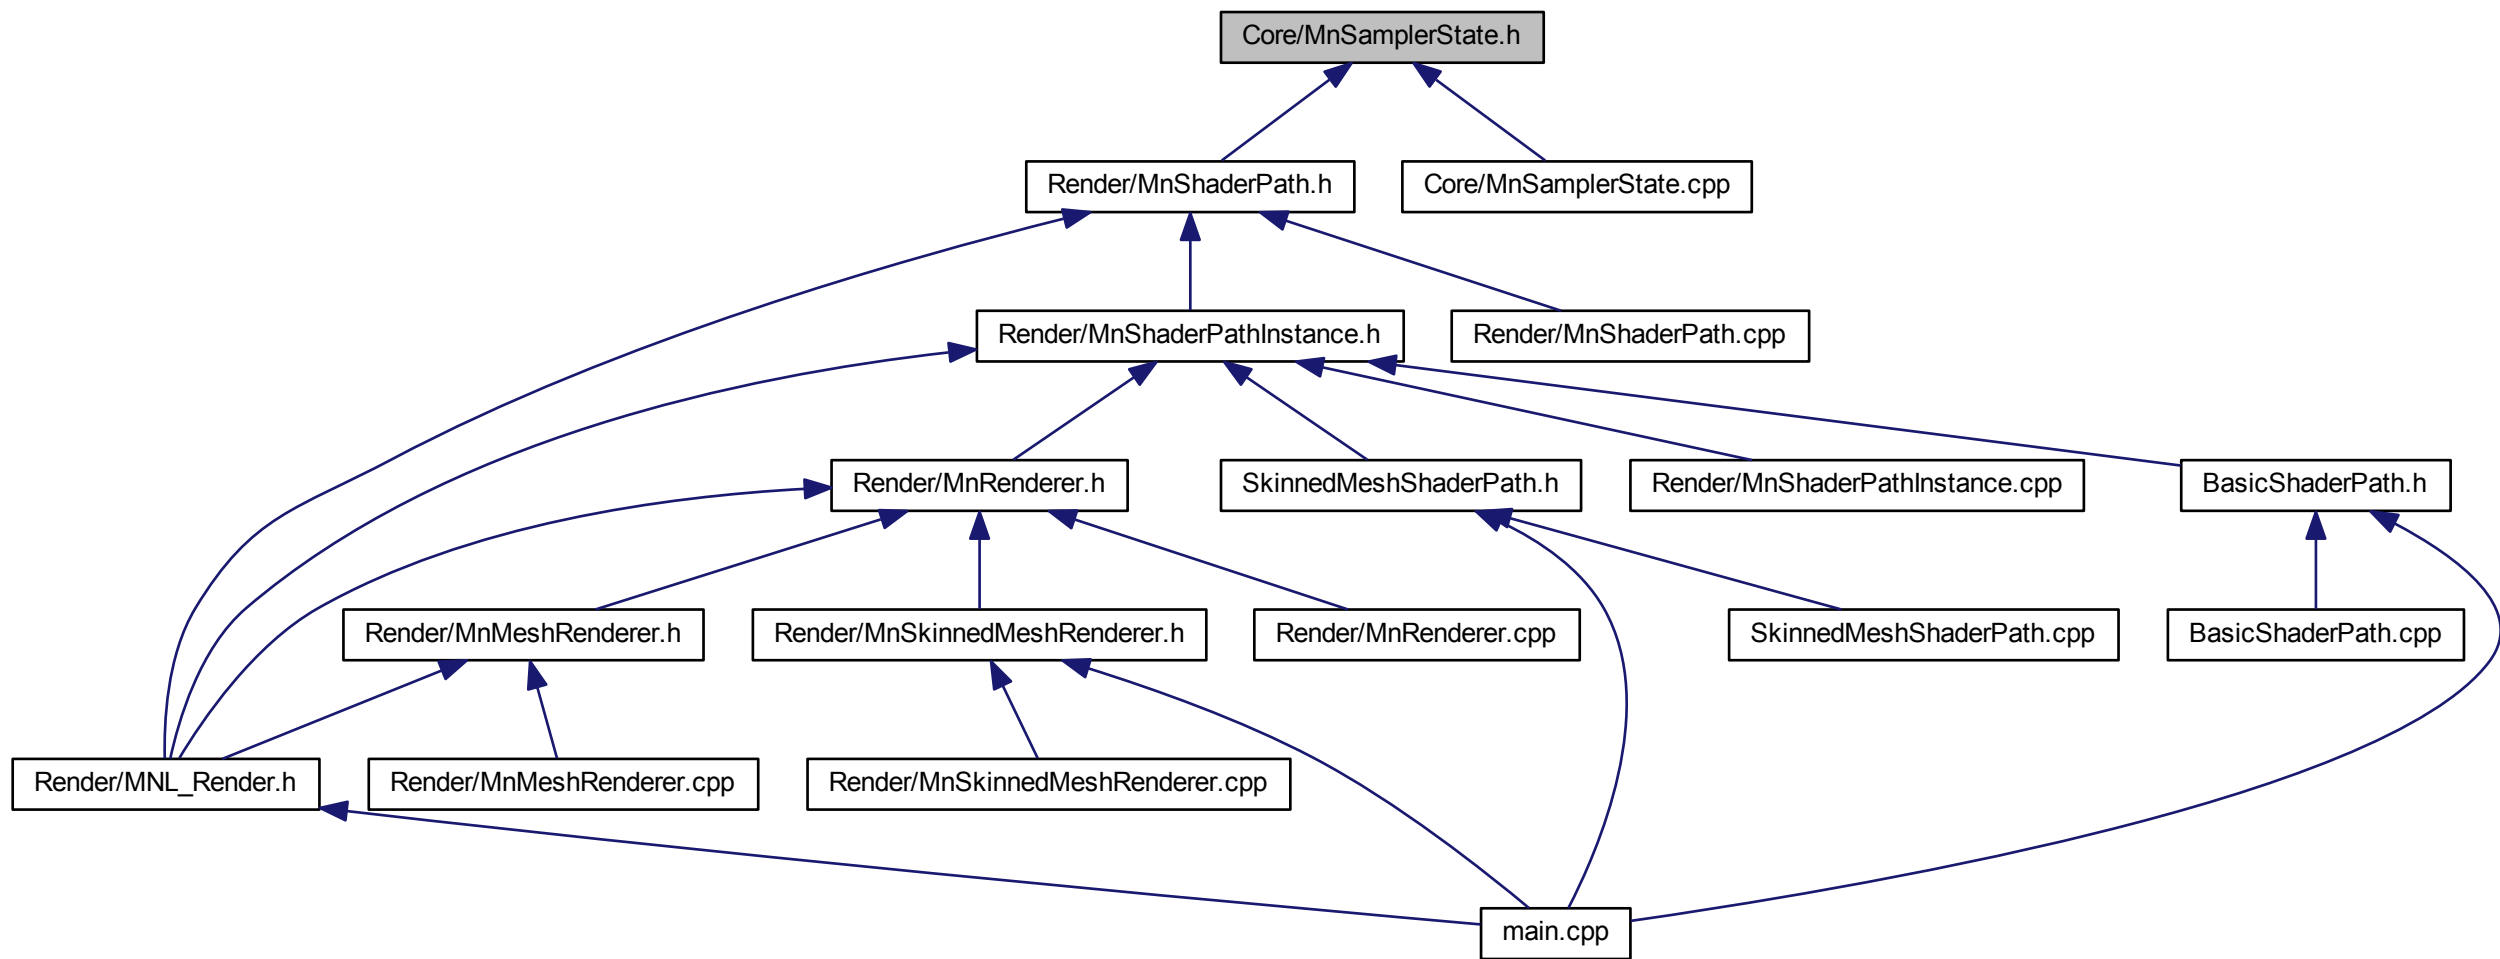 Core/MnSamplerState.h
Render/MnShaderPath.h
Core/MnSamplerState.cpp
Render/MnShaderPathInstance.h
Render/MnShaderPath.cpp
Render/MnRenderer.h
SkinnedMeshShaderPath.h
Render/MnShaderPathInstance.cpp
BasicShaderPath.h
Render/MnMeshRenderer.h
Render/MnSkinnedMeshRenderer.h
Render/MnRenderer.cpp
SkinnedMeshShaderPath.cpp
BasicShaderPath.cpp
Render/MNL_Render.h
Render/MnMeshRenderer.cpp
Render/MnSkinnedMeshRenderer.cpp
main.cpp